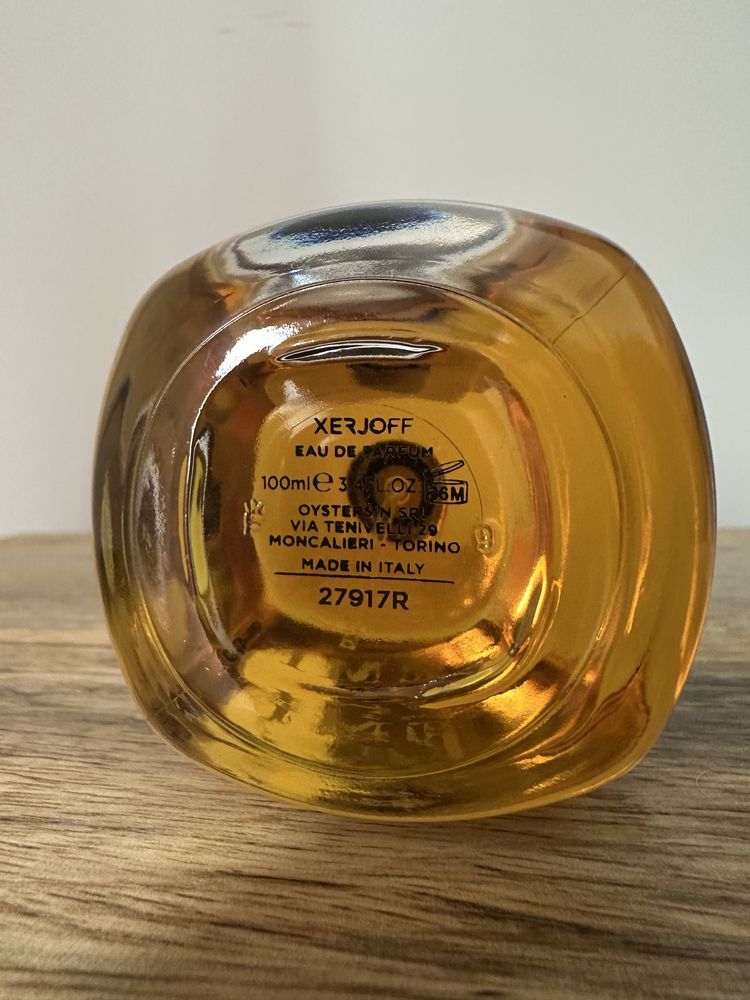 XERJOFF
EAU DE PARFUM
100ml℮ 3.4FL.OZ. 36M
OYSTERSIN SRL
VIA TENIVELLI 29
MONCALIERI - TORINO
MADE IN ITALY
27917R